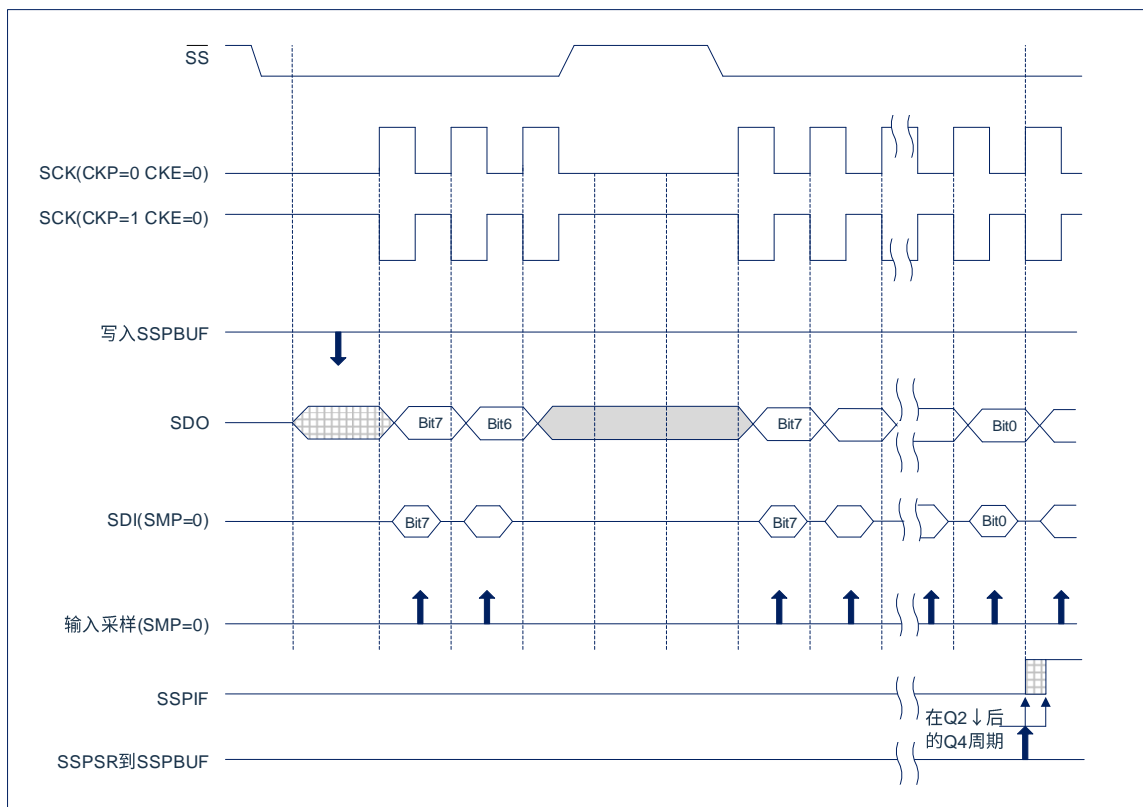 SS
SCK(CKP=0 CKE=0)
SCK(CKP=1 CKE=0)
写入SSPBUF
SDO
Bit7
Bit6
Bit7
Bit0
SDI(SMP=0)
Bit7
Bit7
Bit0
输入采样(SMP=0)
SSPIF
在Q2↓后
的Q4周期
SSPSR到SSPBUF